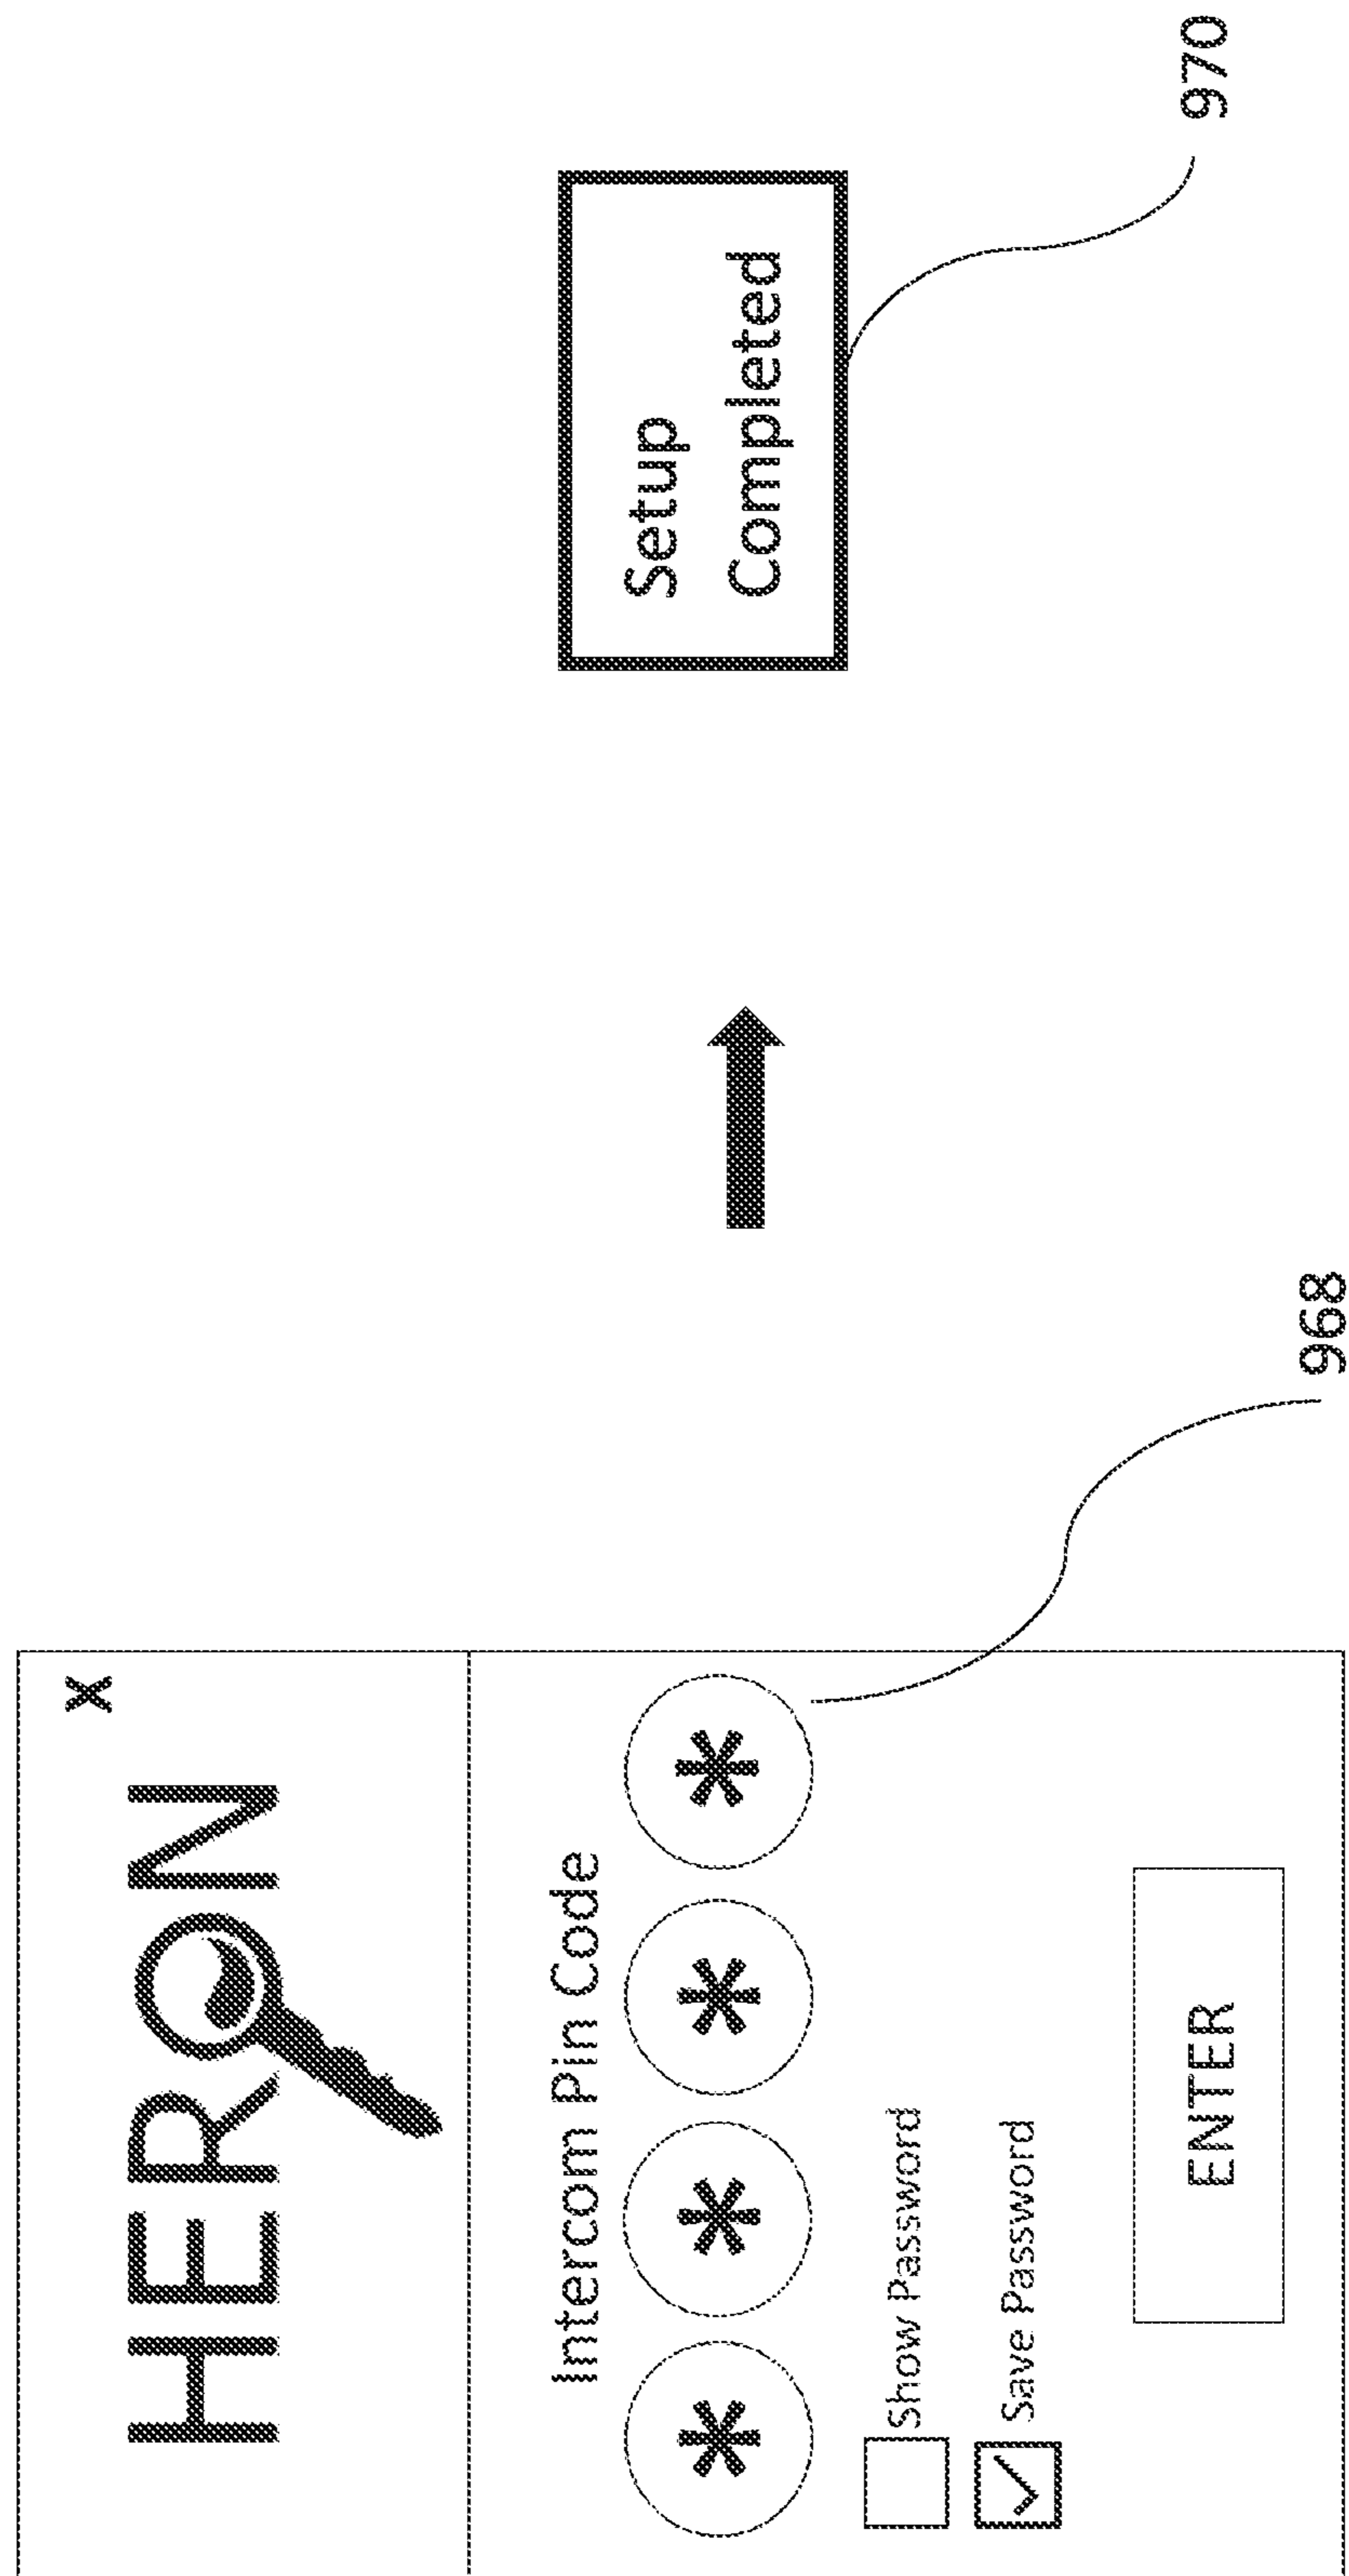 HERON
X
Intercom Pin Code
* * * *
Show Password
Save Password
ENTER
968
Setup
Completed
970